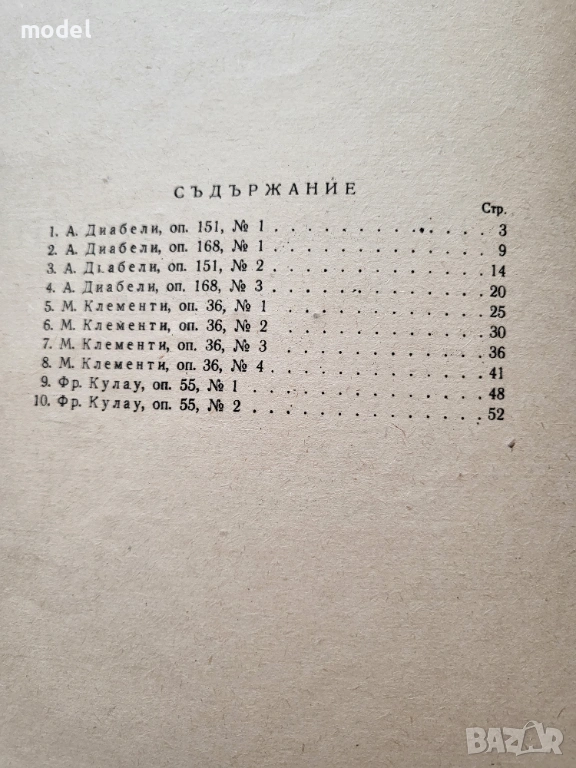 model
СЪДЪРЖАНИЕ
Стр.
1. А. Диабели, оп. 151, № 1 . . . . . . . . . . . . 3
2. А. Диабели, оп. 168, № 1 . . . . . . . . . . . . 9
3. А. Диабели, оп. 151, № 2 . . . . . . . . . . . . 14
4. А. Диабели, оп. 168, № 3 . . . . . . . . . . . . 20
5. М. Клементи, оп. 36, № 1 . . . . . . . . . . . . 25
6. М. Клементи, оп. 36, № 2 . . . . . . . . . . . . 30
7. М. Клементи, оп. 36, № 3 . . . . . . . . . . . . 36
8. М. Клементи, оп. 36, № 4 . . . . . . . . . . . . 41
9. Фр. Кулау, оп. 55, № 1 . . . . . . . . . . . . . 48
10. Фр. Кулау, оп. 55, № 2 . . . . . . . . . . . . . 52
BAZAR